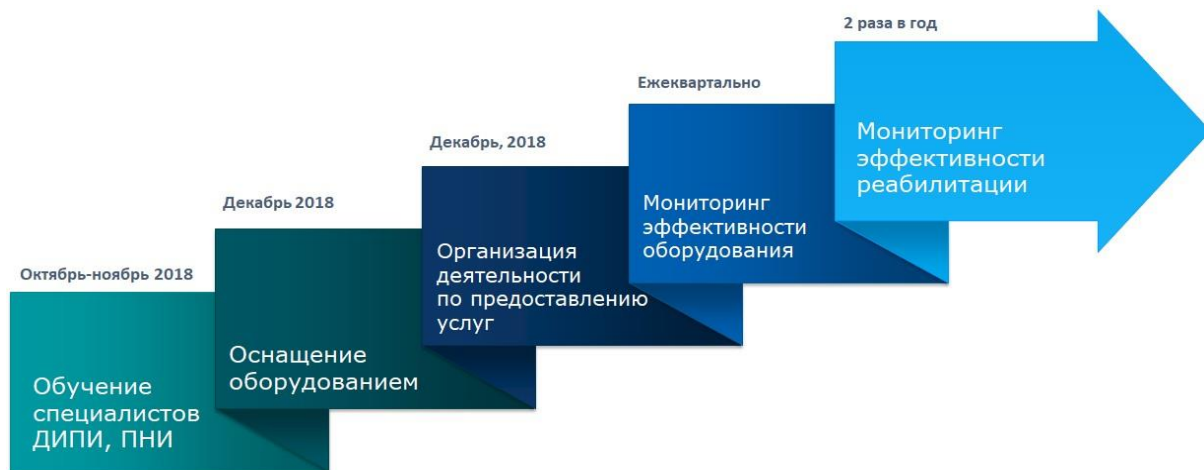 Октябрь-ноябрь 2018
Обучение
специалистов
ДИПИ, ПНИ
Декабрь 2018
Оснащение
оборудованием
Декабрь, 2018
Организация
деятельности
по предоставлению
услуг
Ежеквартально
Мониторинг
эффективности
оборудования
2 раза в год
Мониторинг
эффективности
реабилитации